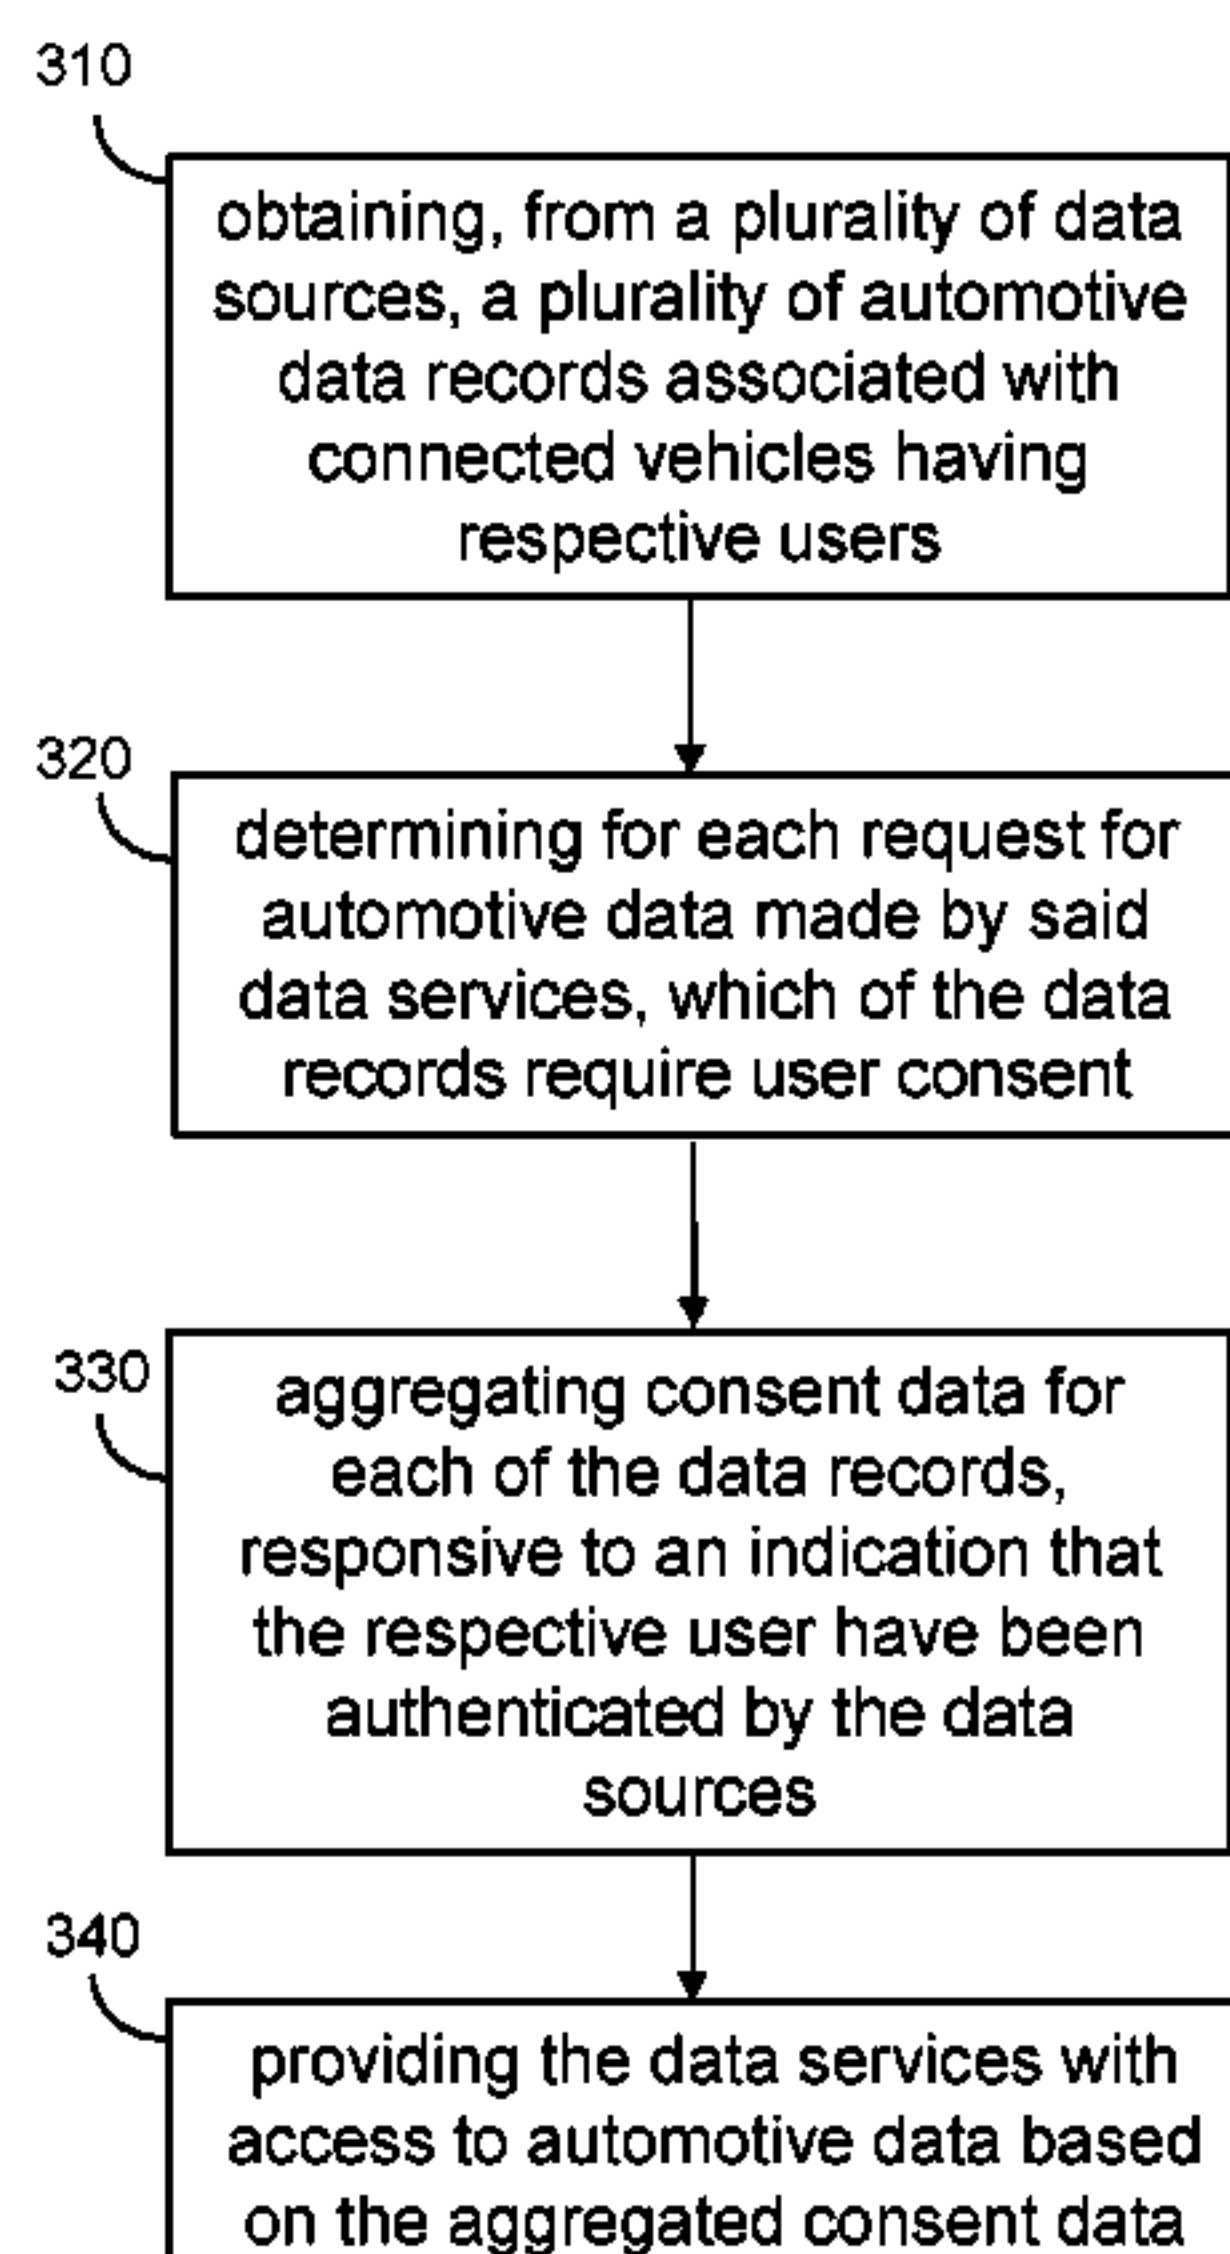 310
obtaining, from a plurality of data
sources, a plurality of automotive
data records associated with
connected vehicles having
respective users
320
determining for each request for
automotive data made by said
data services, which of the data
records require user consent
330
aggregating consent data for
each of the data records,
responsive to an indication that
the respective user have been
authenticated by the data
sources
340
providing the data services with
access to automotive data based
on the aggregated consent data